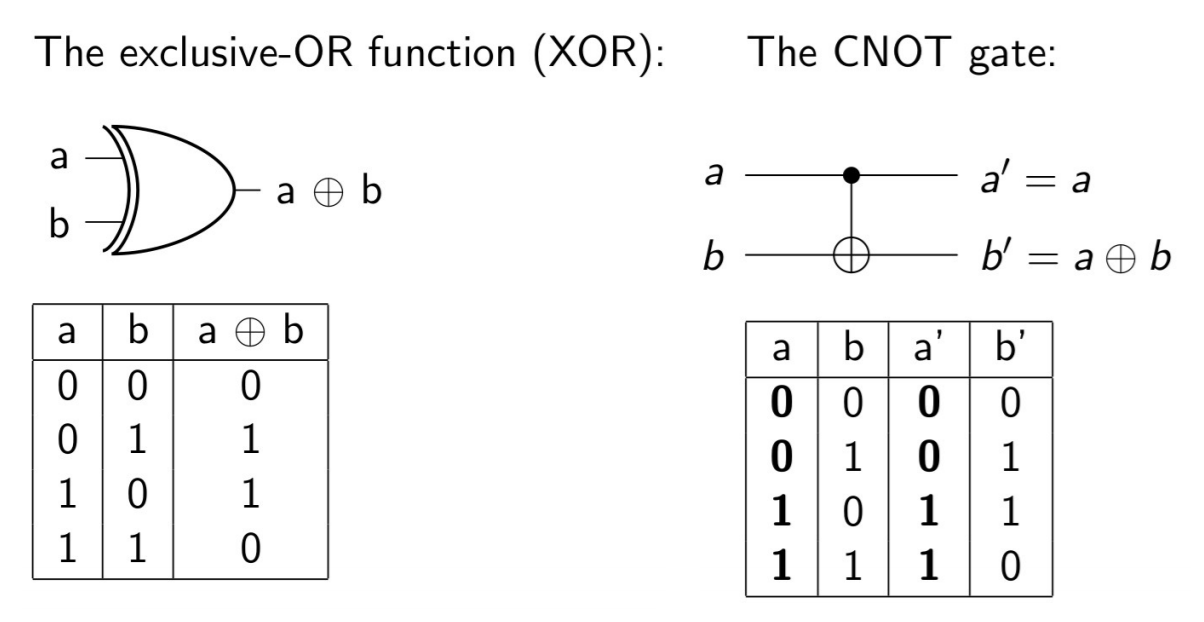 The exclusive-OR function (XOR):
a
b
a ⊕ b
a b a ⊕ b
0 0 0
0 1 1
1 0 1
1 1 0
The CNOT gate:
a
a′ = a
b
b′ = a ⊕ b
a b a' b'
0 0 0 0
0 1 0 1
1 0 1 1
1 1 1 0